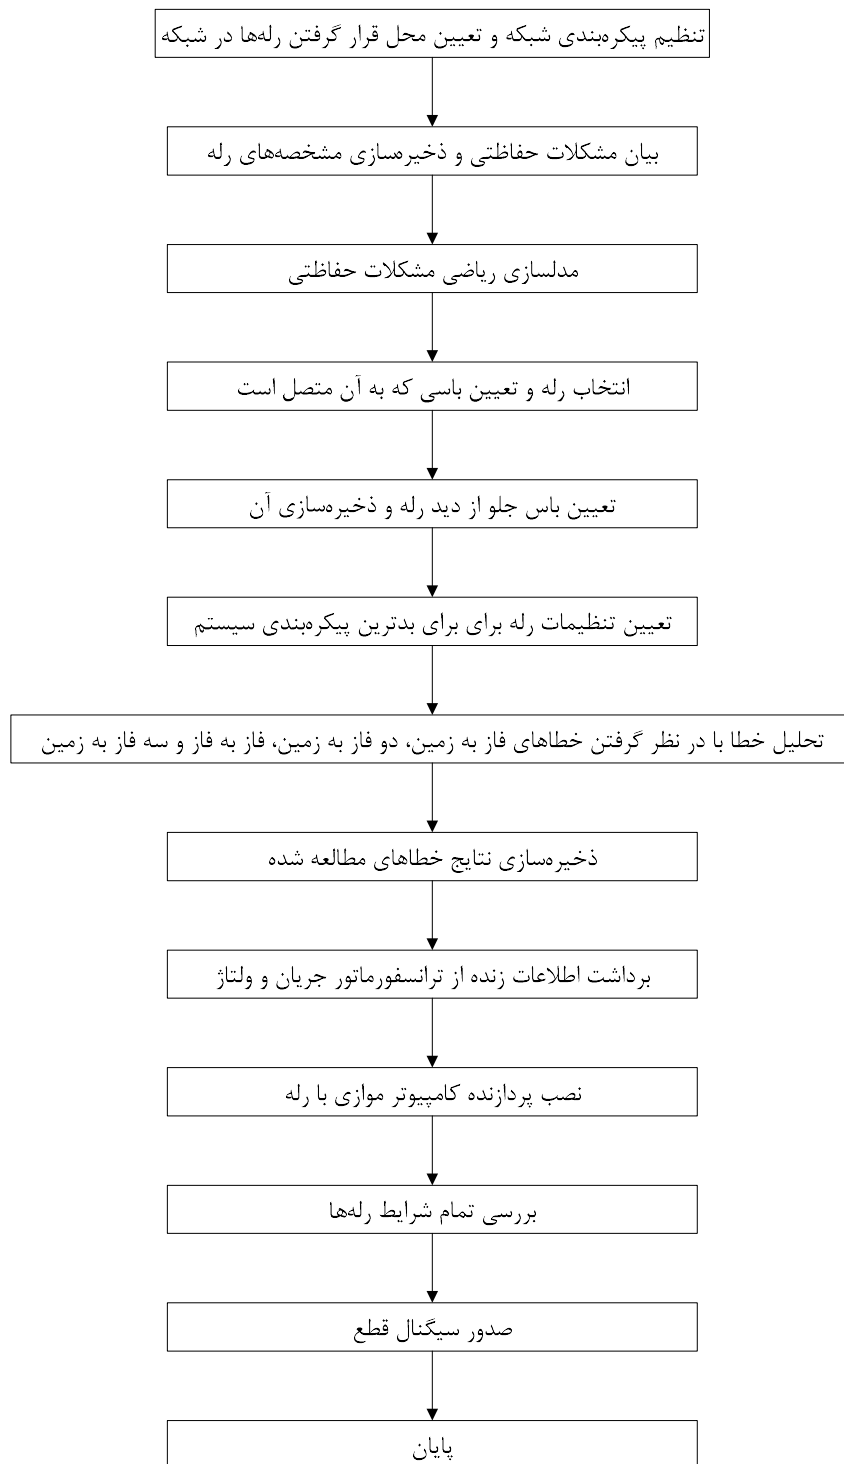 تنظیم پیکره‌بندی شبکه و تعیین محل قرار گرفتن رله‌ها در شبکه
بیان مشکلات حفاظتی و ذخیره‌سازی مشخصه‌های رله
مدلسازی ریاضی مشکلات حفاظتی
انتخاب رله و تعیین باسی که به آن متصل است
تعیین باس جلو از دید رله و ذخیره‌سازی آن
تعیین تنظیمات رله برای برای بدترین پیکره‌بندی سیستم
تحلیل خطا با در نظر گرفتن خطاهای فاز به زمین، دو فاز به زمین، فاز به فاز و سه فاز به زمین
ذخیره‌سازی نتایج خطاهای مطالعه شده
برداشت اطلاعات زنده از ترانسفورماتور جریان و ولتاژ
نصب پردازنده کامپیوتر موازی با رله
بررسی تمام شرایط رله‌ها
صدور سیگنال قطع
پایان